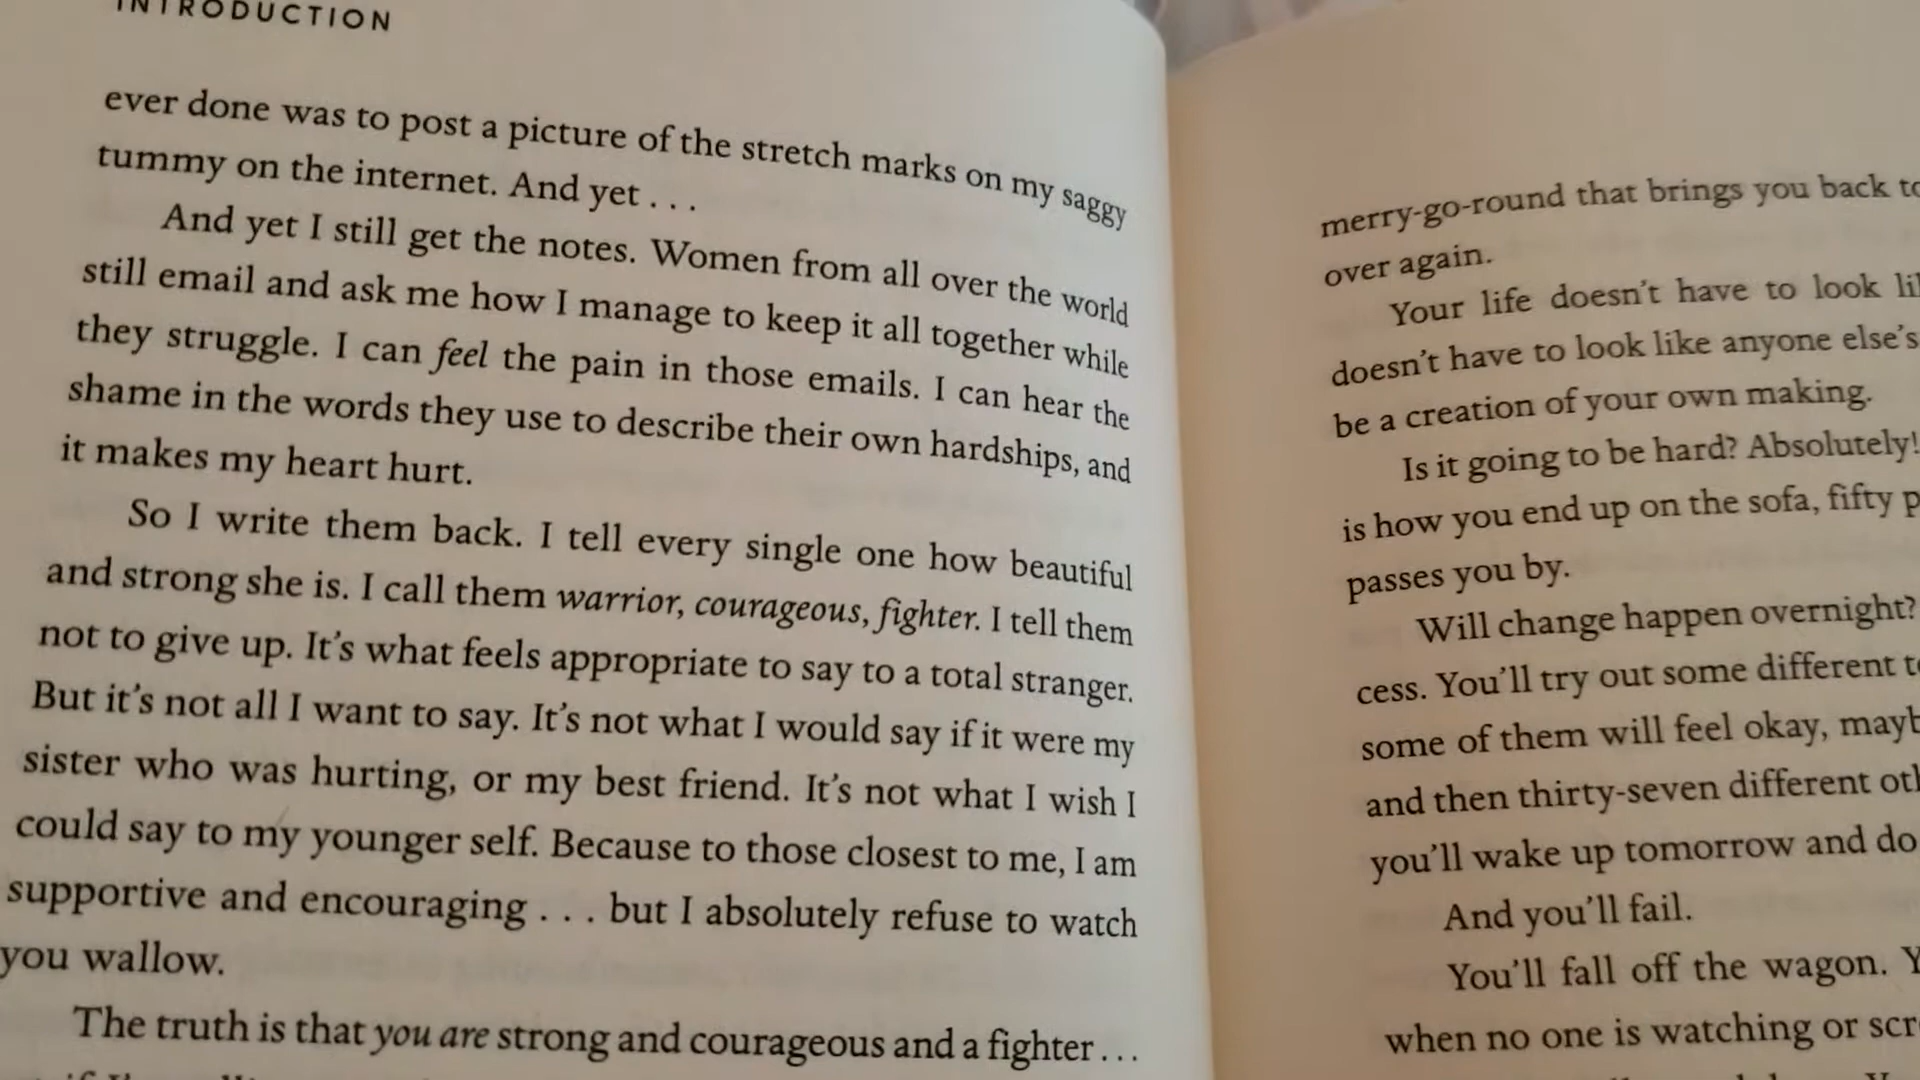 INTRODUCTION
ever done was to post a picture of the stretch marks on my saggy
tummy on the internet. And yet . . .
And yet I still get the notes. Women from all over the world
still email and ask me how I manage to keep it all together while
they struggle. I can feel the pain in those emails. I can hear the
shame in the words they use to describe their own hardships, and
it makes my heart hurt.
So I write them back. I tell every single one how beautiful
and strong she is. I call them warrior, courageous, fighter. I tell them
not to give up. It’s what feels appropriate to say to a total stranger.
But it’s not all I want to say. It’s not what I would say if it were my
sister who was hurting, or my best friend. It’s not what I wish I
could say to my younger self. Because to those closest to me, I am
supportive and encouraging . . . but I absolutely refuse to watch
you wallow.
The truth is that you are strong and courageous and a fighter . . .
merry-go-round that brings you back
over again.
Your life doesn’t have to look
doesn’t have to look like anyone else’s
be a creation of your own making.
Is it going to be hard? Absolutely!
is how you end up on the sofa, fifty
passes you by.
Will change happen overnight?
cess. You’ll try out some different
some of them will feel okay,
and then thirty-seven different
you’ll wake up tomorrow and do
And you’ll fail.
You’ll fall off the wagon.
when no one is watching or